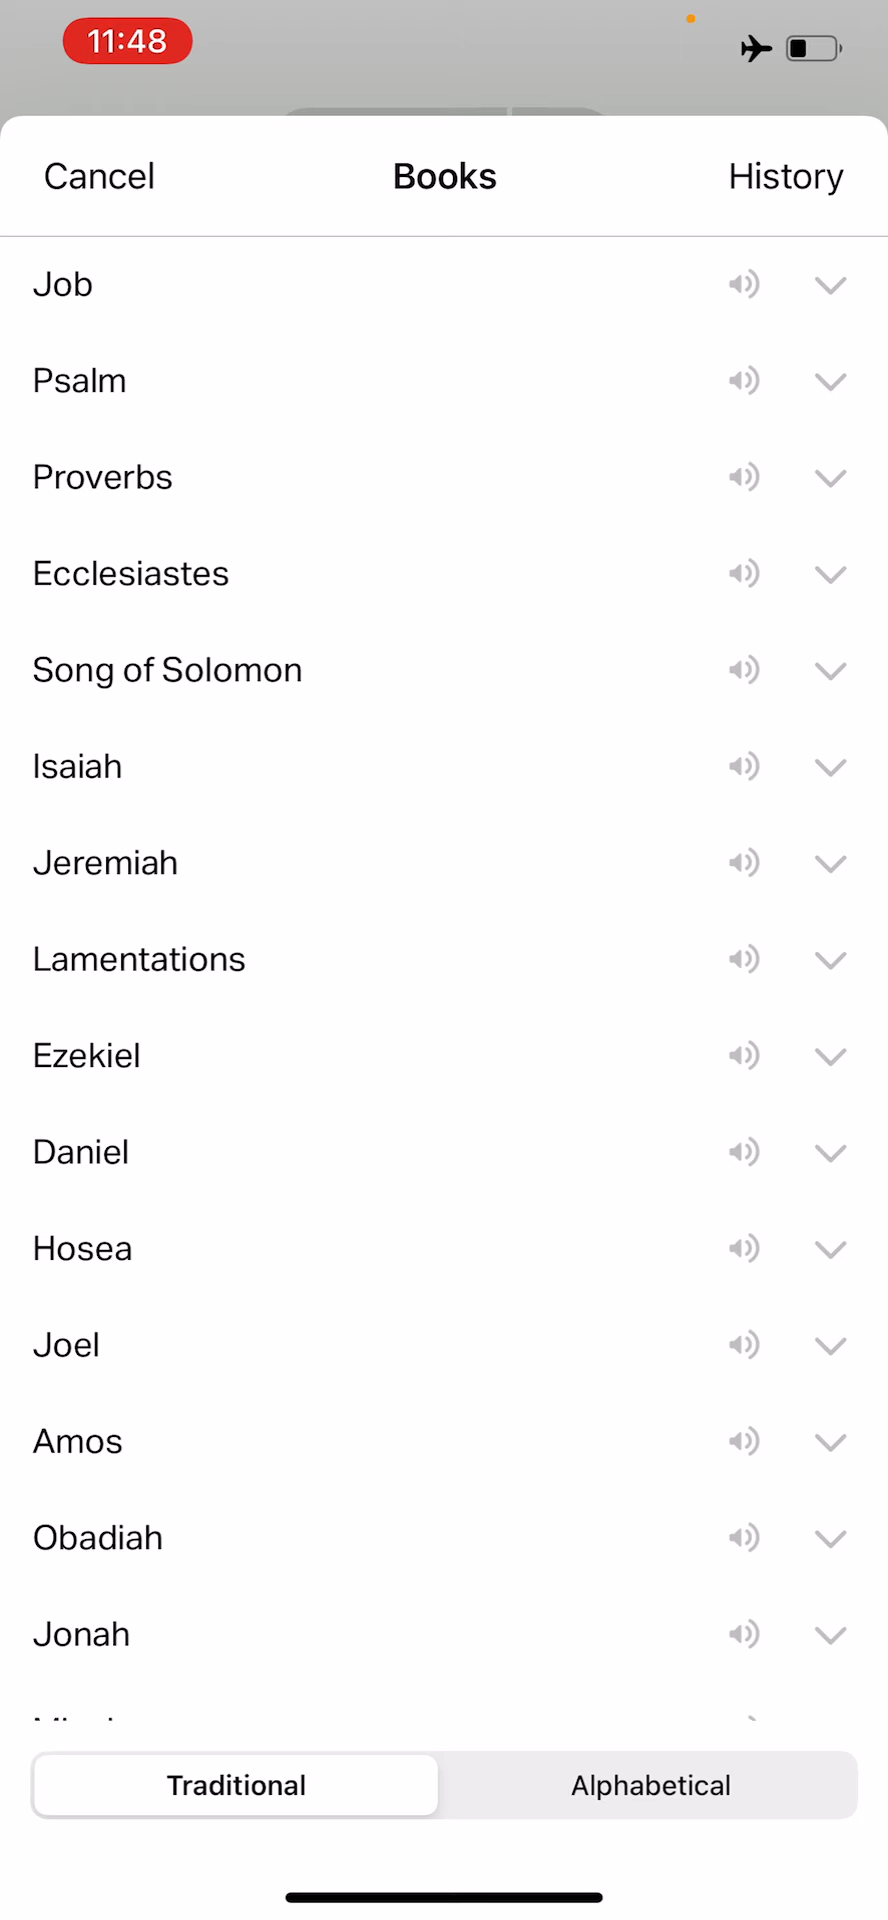 11:48
Cancel Books History
Job
Psalm
Proverbs
Ecclesiastes
Song of Solomon
Isaiah
Jeremiah
Lamentations
Ezekiel
Daniel
Hosea
Joel
Amos
Obadiah
Jonah
Traditional Alphabetical